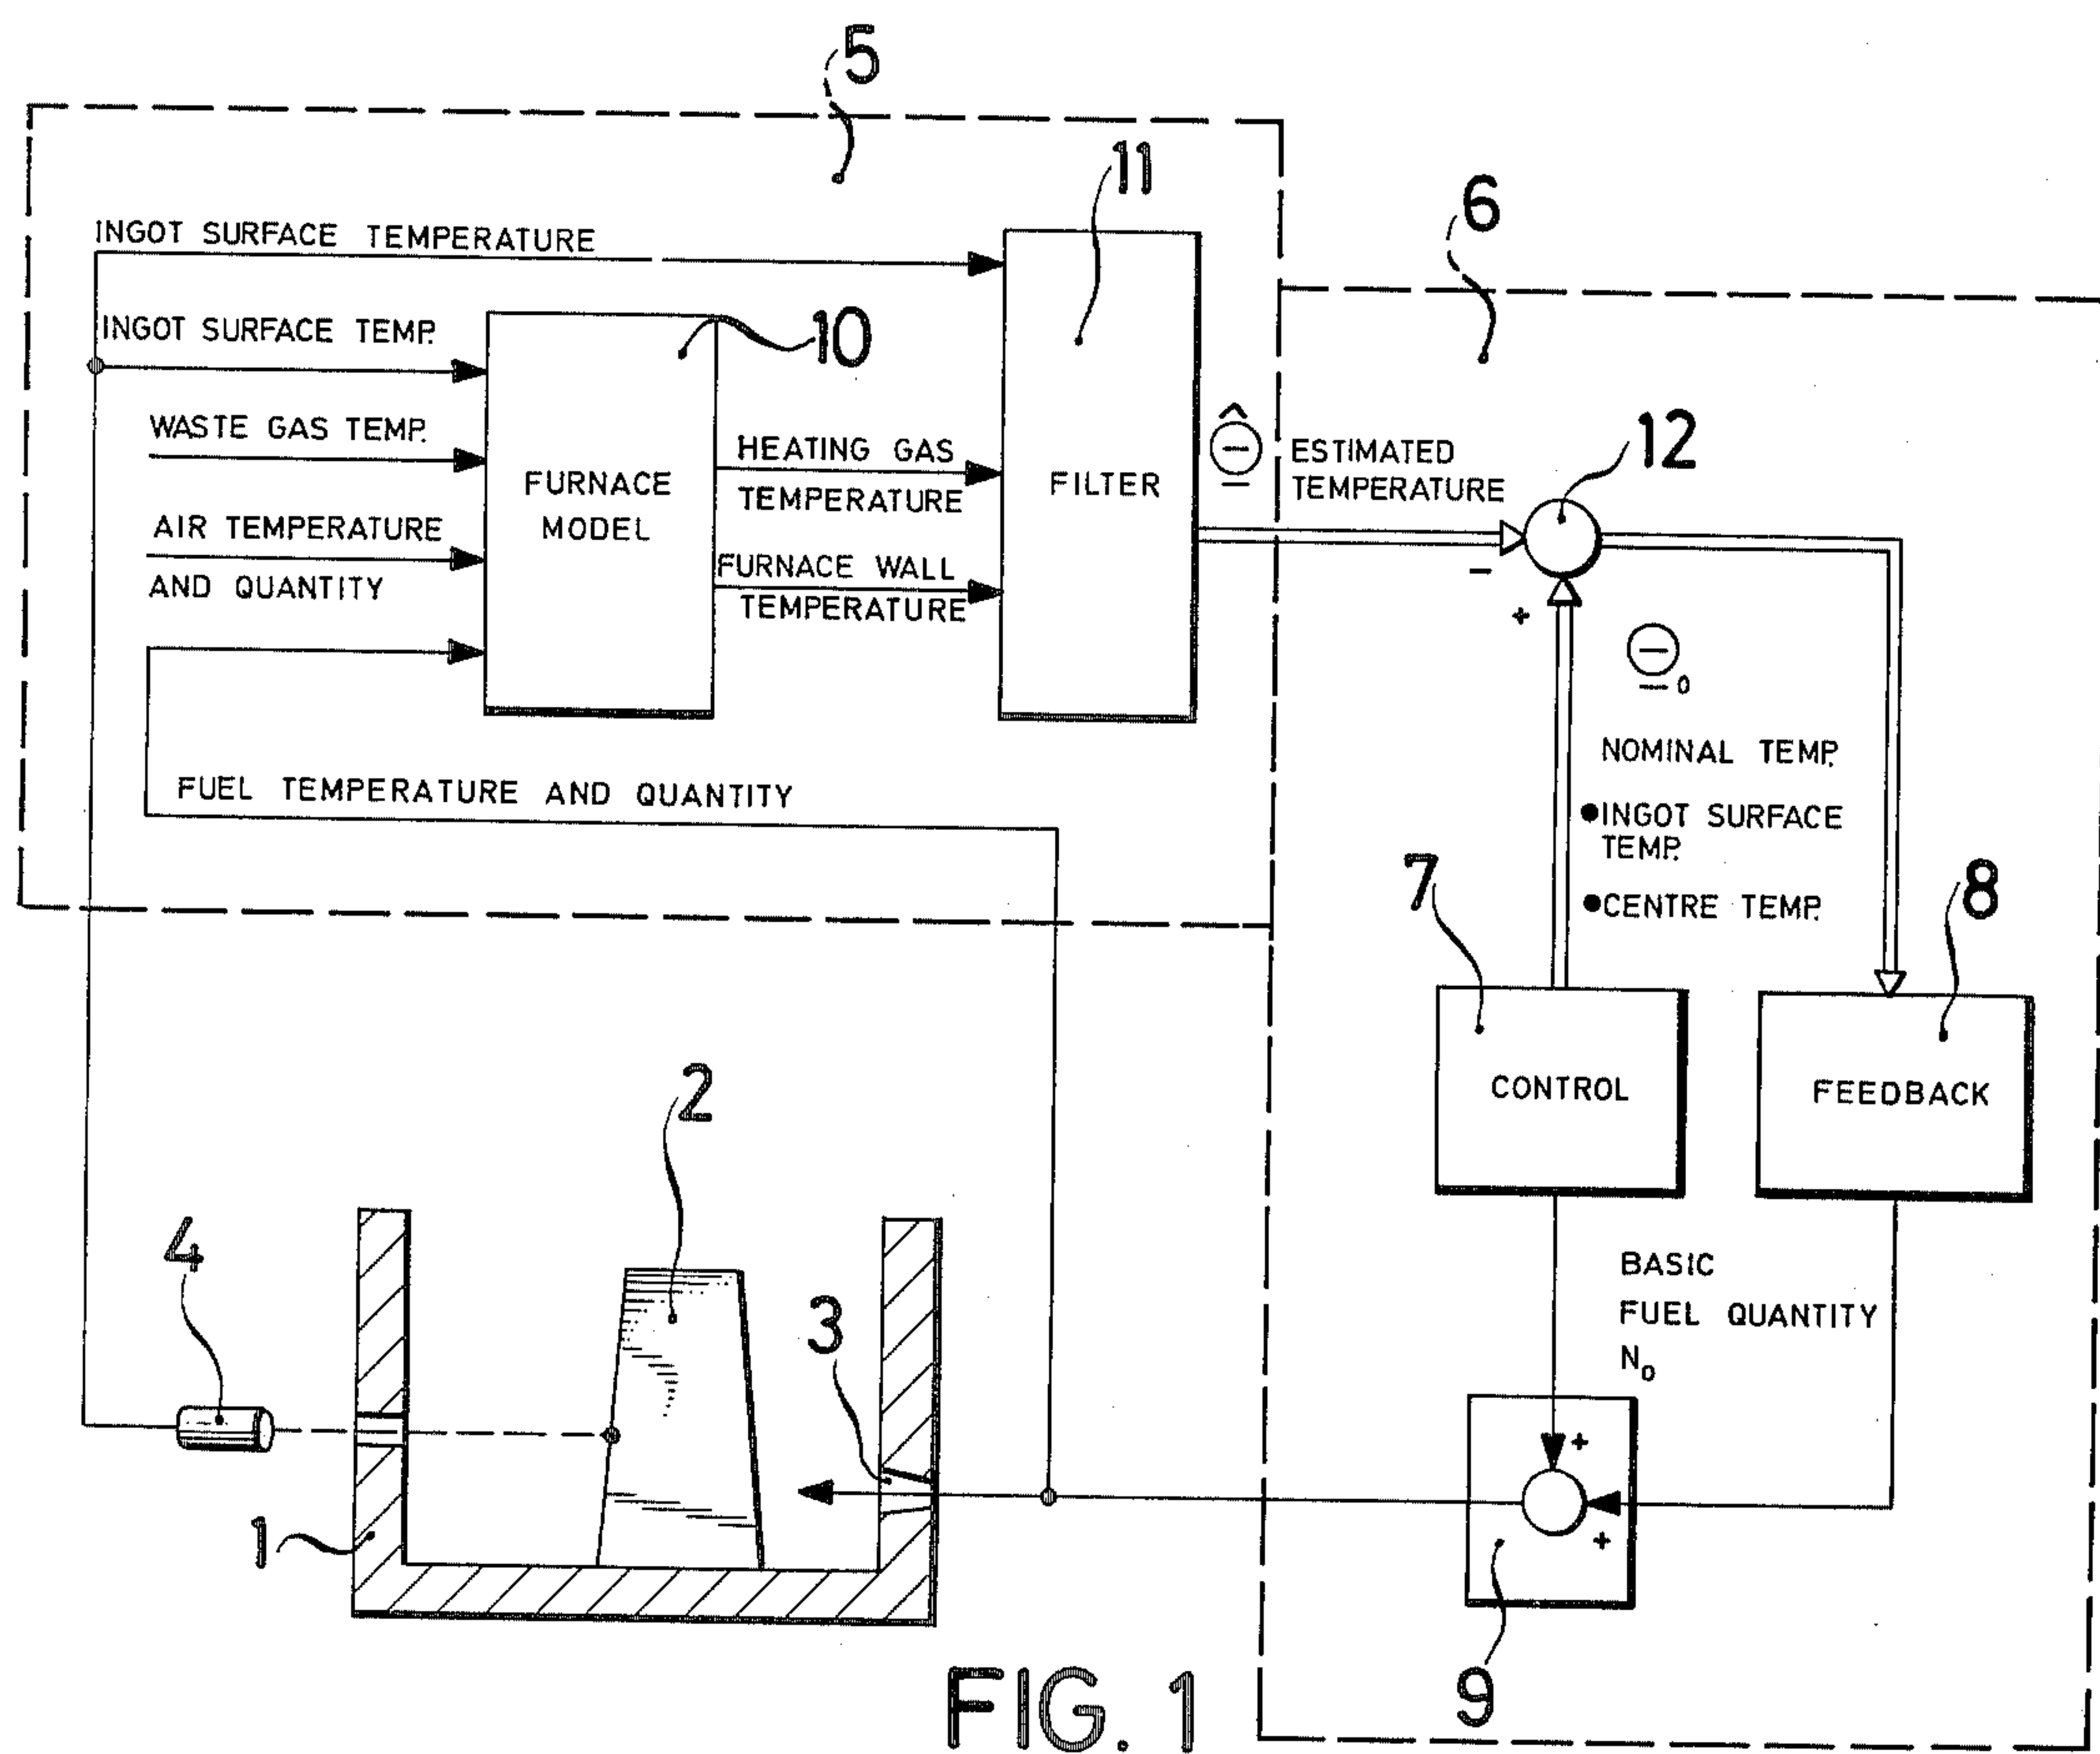 5
11
6
INGOT SURFACE TEMPERATURE
INGOT SURFACE TEMP.
10
WASTE GAS TEMP.
12
HEATING GAS
TEMPERATURE
FURNACE
MODEL
FILTER
Θ̂
ESTIMATED
TEMPERATURE
AIR TEMPERATURE
AND QUANTITY
FURNACE WALL
TEMPERATURE
-
+
Θ₀
NOMINAL TEMP.
●INGOT SURFACE
TEMP.
●CENTRE TEMP.
FUEL TEMPERATURE AND QUANTITY
7
8
CONTROL
FEEDBACK
2
4
3
1
BASIC
FUEL QUANTITY
N₀
+
+
9
FIG. 1